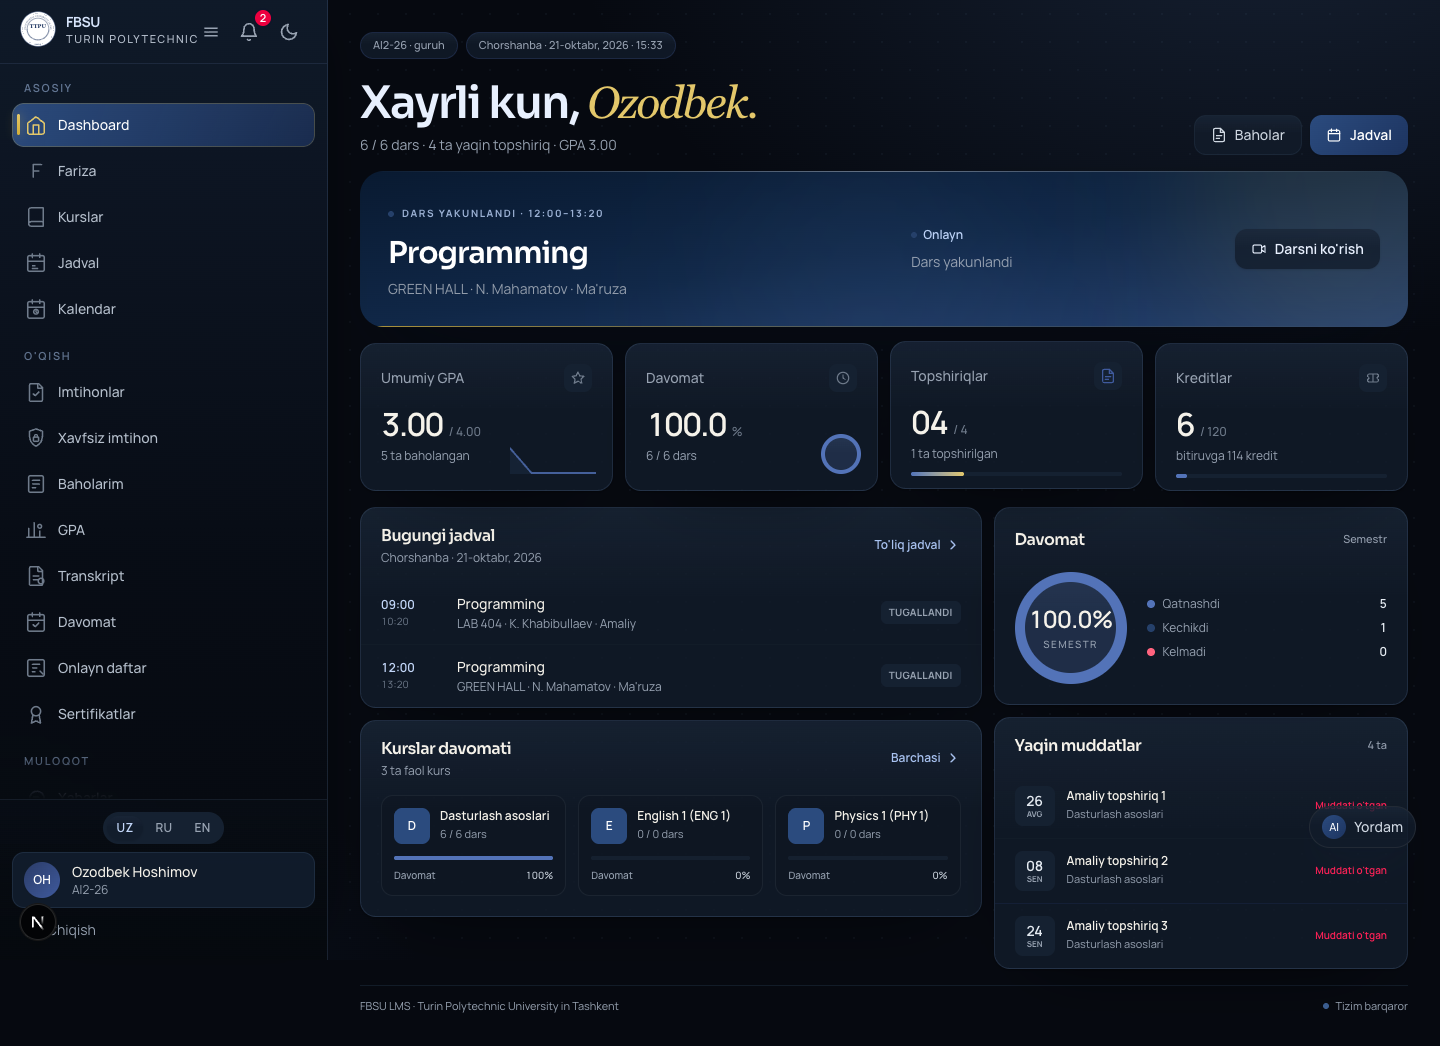 FBSU
TURIN POLYTECHNIC
2
ASOSIY
Dashboard
F Fariza
Kurslar
Jadval
Kalendar
O'QISH
Imtihonlar
Xavfsiz imtihon
Baholarim
GPA
Transkript
Davomat
Onlayn daftar
Sertifikatlar
MULOQOT
UZ RU EN
OH
Ozodbek Hoshimov
AI2-26
N
AI2-26 · guruh
Chorshanba · 21-oktabr, 2026 · 15:33
Xayrli kun, Ozodbek.
6 / 6 dars · 4 ta yaqin topshiriq · GPA 3.00
Baholar
Jadval
DARS YAKUNLANDI · 12:00–13:20
Programming
GREEN HALL · N. Mahamatov · Ma'ruza
Onlayn
Dars yakunlandi
Darsni ko'rish
Umumiy GPA
3.00 / 4.00
5 ta baholangan
Davomat
100.0 %
6 / 6 dars
Topshiriqlar
04 / 4
1 ta topshirilgan
Kreditlar
6 / 120
bitiruvga 114 kredit
Bugungi jadval
Chorshanba · 21-oktabr, 2026
To'liq jadval
09:00
10:20
Programming
LAB 404 · K. Khabibullaev · Amaliy
TUGALLANDI
12:00
13:20
Programming
GREEN HALL · N. Mahamatov · Ma'ruza
TUGALLANDI
Davomat
Semestr
100.0%
SEMESTR
Qatnashdi 5
Kechikdi 1
Kelmadi 0
Kurslar davomati
3 ta faol kurs
Barchasi
D
Dasturlash asoslari
6 / 6 dars
Davomat 100%
E
English 1 (ENG 1)
0 / 0 dars
Davomat 0%
P
Physics 1 (PHY 1)
0 / 0 dars
Davomat 0%
Yaqin muddatlar
4 ta
26
AVG
Amaliy topshiriq 1
Dasturlash asoslari
Muddati o'tgan
AI Yordam
08
SEN
Amaliy topshiriq 2
Dasturlash asoslari
Muddati o'tgan
24
SEN
Amaliy topshiriq 3
Dasturlash asoslari
Muddati o'tgan
FBSU LMS · Turin Polytechnic University in Tashkent
Tizim barqaror